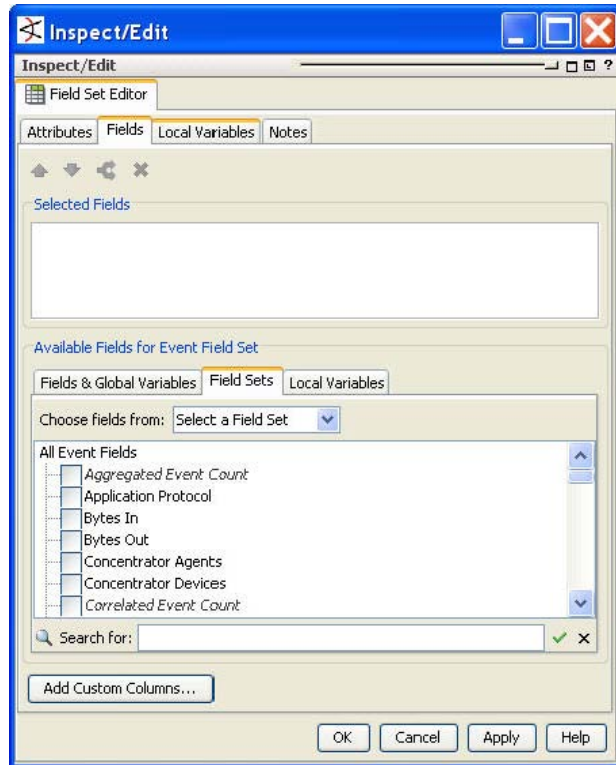 Inspect/Edit
Inspect/Edit ?
Field Set Editor
Attributes Fields Local Variables Notes
Selected Fields
Available Fields for Event Field Set
Fields & Global Variables Field Sets Local Variables
Choose fields from: Select a Field Set
All Event Fields
Aggregated Event Count
Application Protocol
Bytes In
Bytes Out
Concentrator Agents
Concentrator Devices
Correlated Event Count
Search for:
Add Custom Columns...
OK Cancel Apply Help